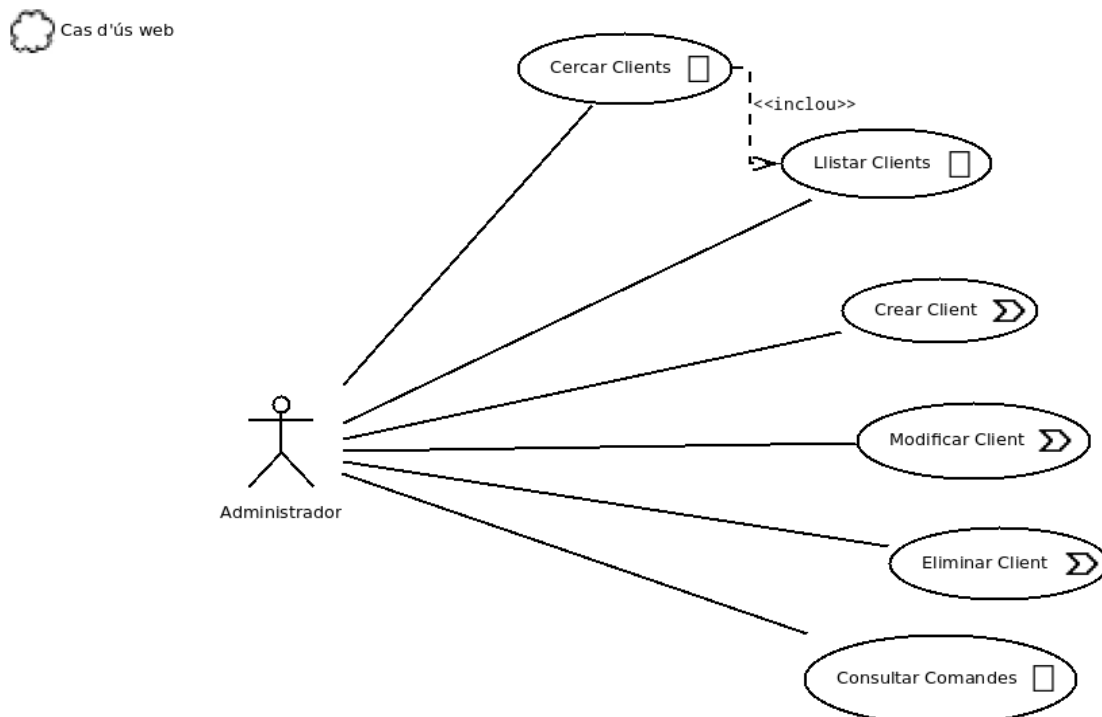 Cas d'ús web
Cercar Clients
<<inclou>>
Llistar Clients
Crear Client
Modificar Client
Administrador
Eliminar Client
Consultar Comandes